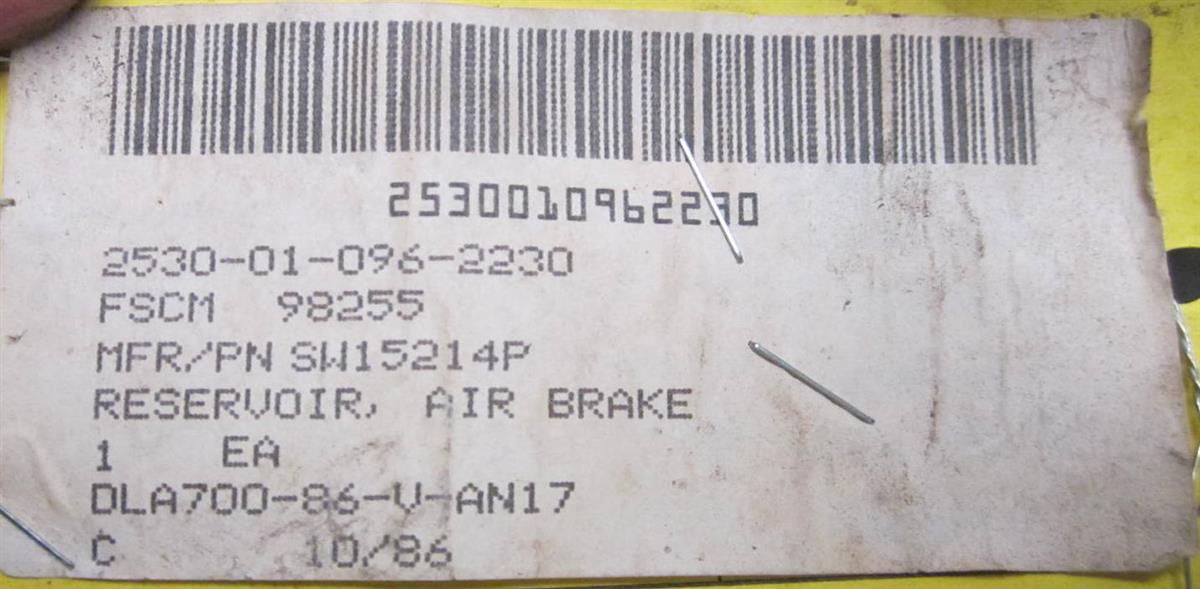 2530010962230
2530-01-096-2230
FSCM 98255
MFR/PN SW15214P
RESERVOIR, AIR BRAKE
1 EA
DLA700-86-V-AN17
C 10/86